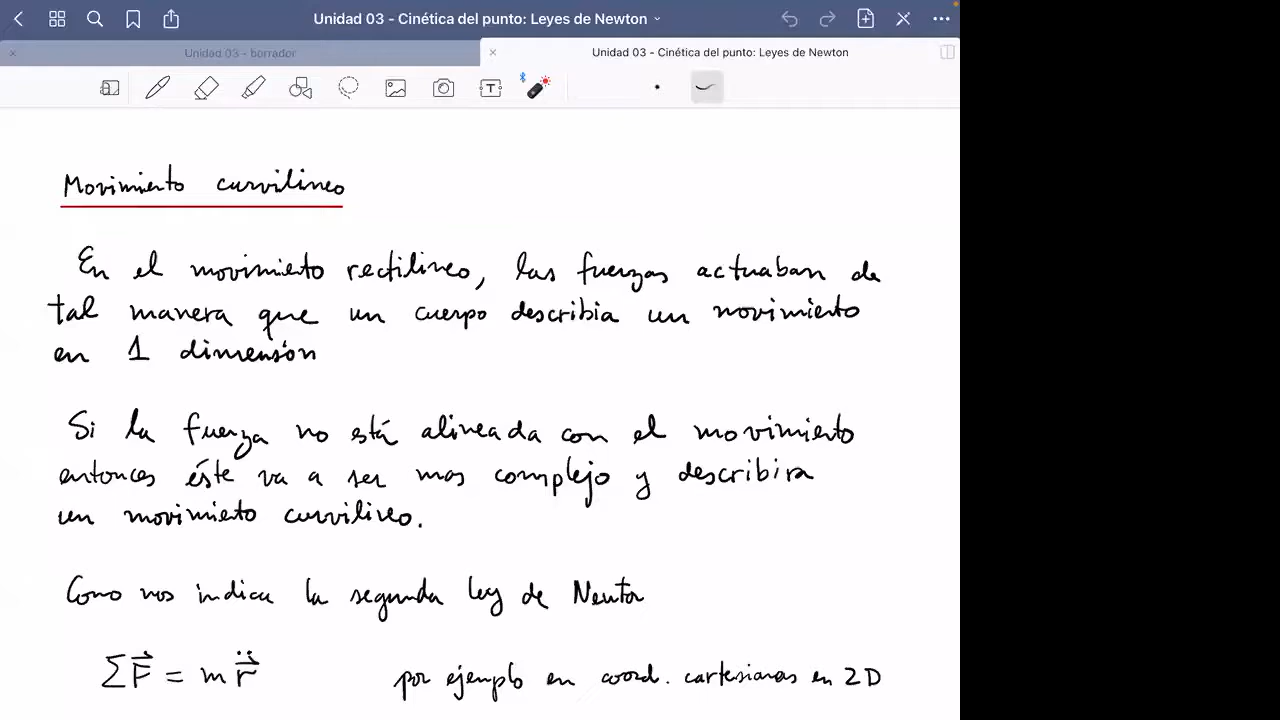 Unidad 03 - Cinética del punto: Leyes de Newton
Unidad 03 - borrador
Unidad 03 - Cinética del punto: Leyes de Newton
Movimiento curvilineo
En el movimiento rectilineo, las fuerzas actuaban de
tal manera que un cuerpo describia un movimiento
en 1 dimensión
Si la fuerza no está alineada con el movimiento
entonces éste va a ser mas complejo y describira
un movimiento curvilineo.
Como nos indica la segunda ley de Newton
∑F⃗ = m r⃗̈ por ejemplo en coord. cartesianas en 2D